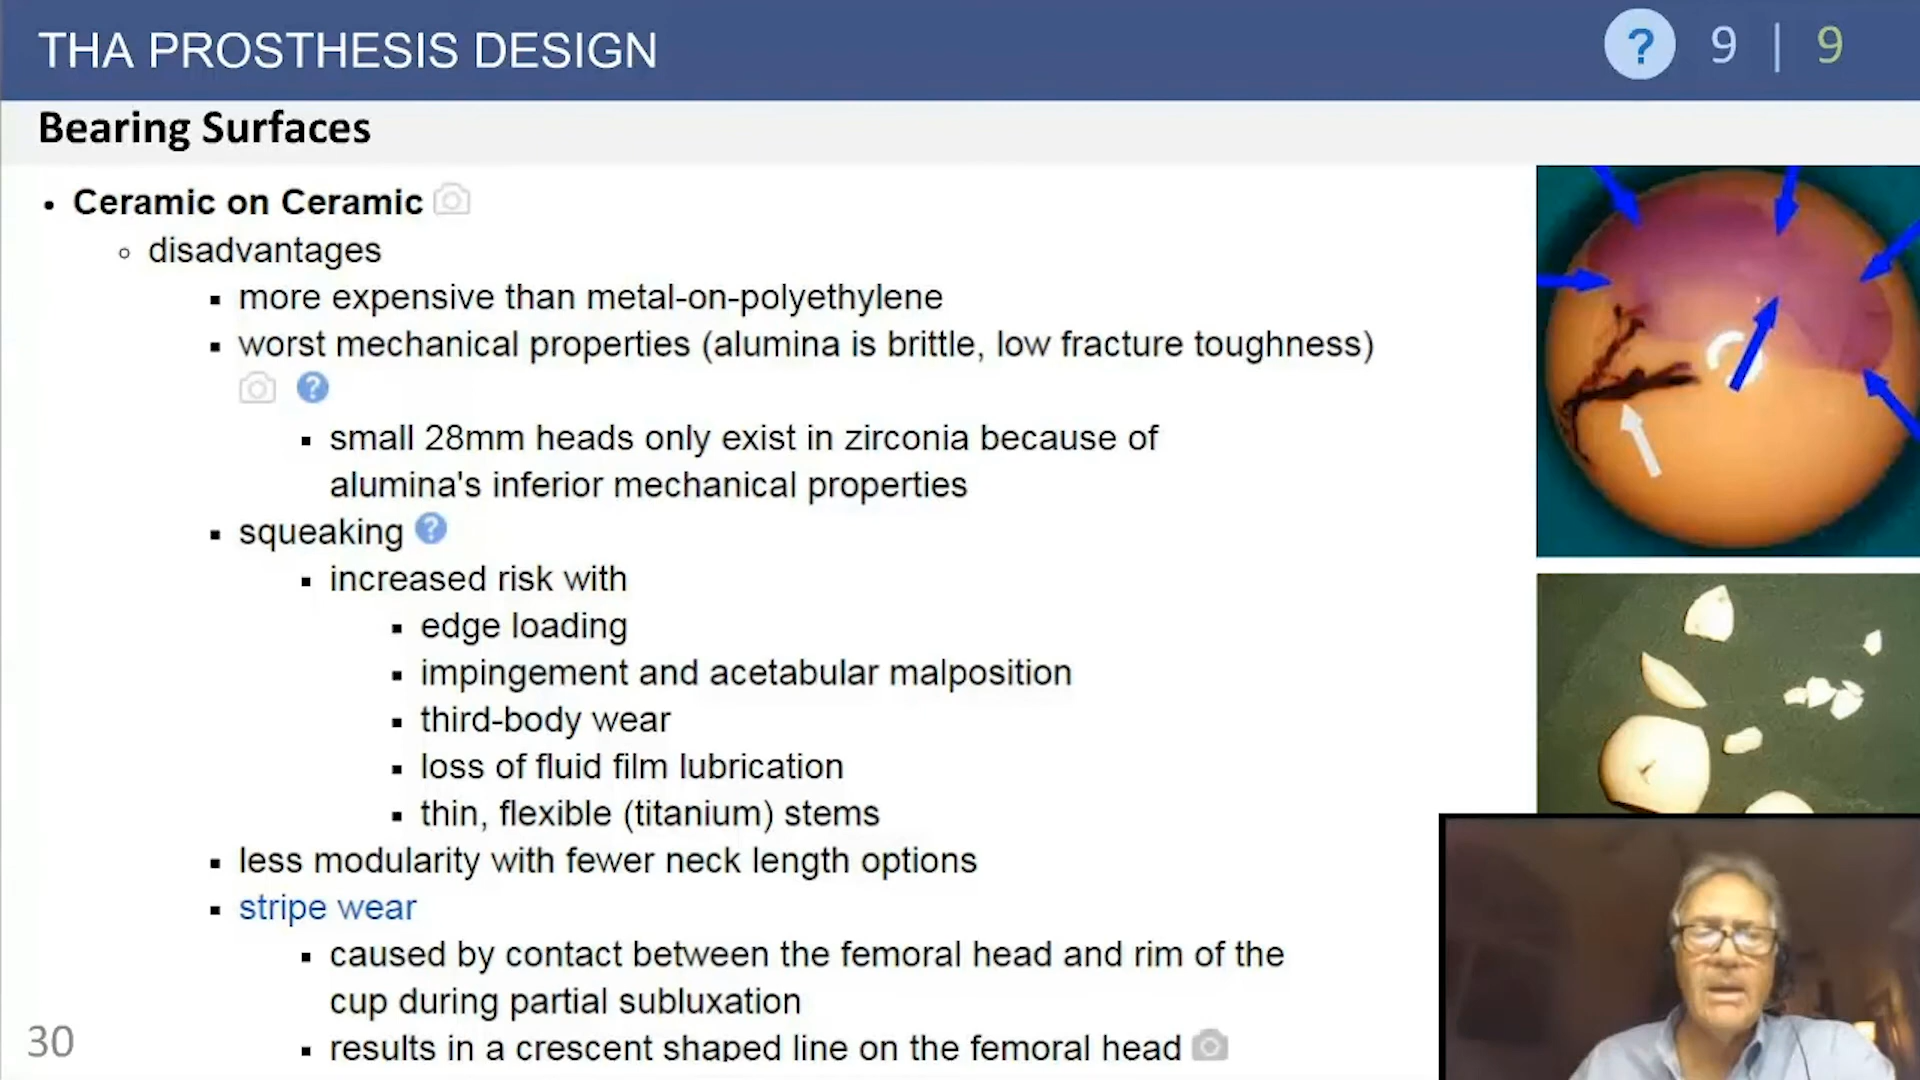 THA PROSTHESIS DESIGN
? 9 | 9
Bearing Surfaces
• Ceramic on Ceramic
◦ disadvantages
▪ more expensive than metal-on-polyethylene
▪ worst mechanical properties (alumina is brittle, low fracture toughness)
?
▪ small 28mm heads only exist in zirconia because of
alumina's inferior mechanical properties
▪ squeaking ?
▪ increased risk with
▪ edge loading
▪ impingement and acetabular malposition
▪ third-body wear
▪ loss of fluid film lubrication
▪ thin, flexible (titanium) stems
▪ less modularity with fewer neck length options
▪ stripe wear
▪ caused by contact between the femoral head and rim of the
cup during partial subluxation
▪ results in a crescent shaped line on the femoral head
30